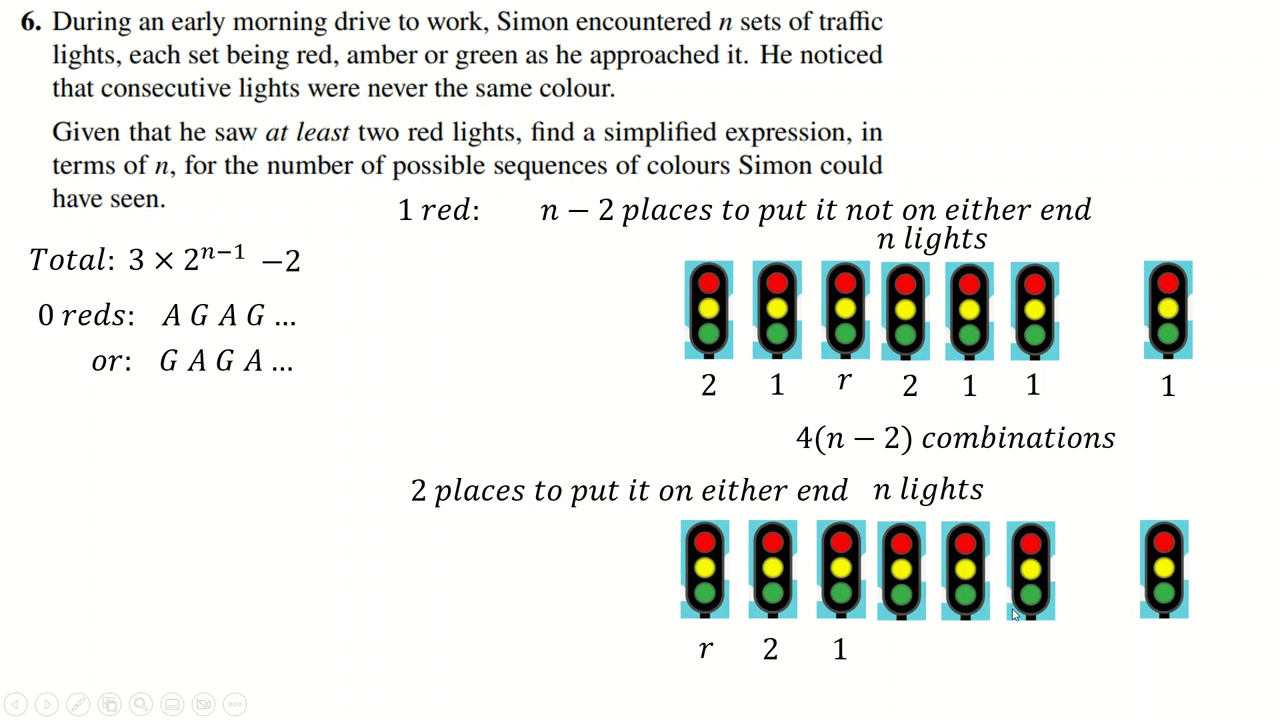 6. During an early morning drive to work, Simon encountered n sets of traffic
lights, each set being red, amber or green as he approached it. He noticed
that consecutive lights were never the same colour.
Given that he saw at least two red lights, find a simplified expression, in
terms of n, for the number of possible sequences of colours Simon could
have seen.
1 red: n − 2 places to put it not on either end
n lights
Total: 3 × 2ⁿ⁻¹ −2
0 reds: A G A G ...
or: G A G A ...
2 1 r 2 1 1 1
4(n − 2) combinations
2 places to put it on either end n lights
r 2 1